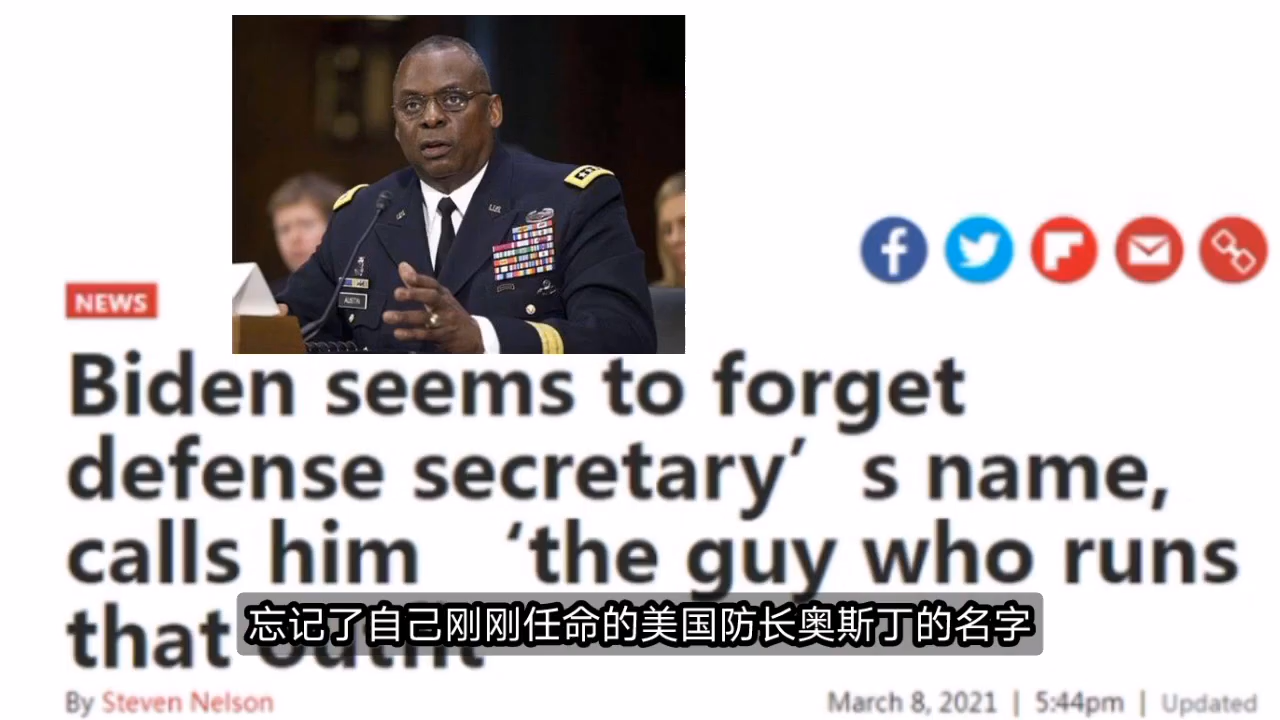 AUSTIN
NEWS
Biden seems to forget
defense secretary’s name,
calls him ‘the guy who runs
that outfit’
忘记了自己刚刚任命的美国防长奥斯丁的名字
By Steven Nelson
March 8, 2021 | 5:44pm | Updated